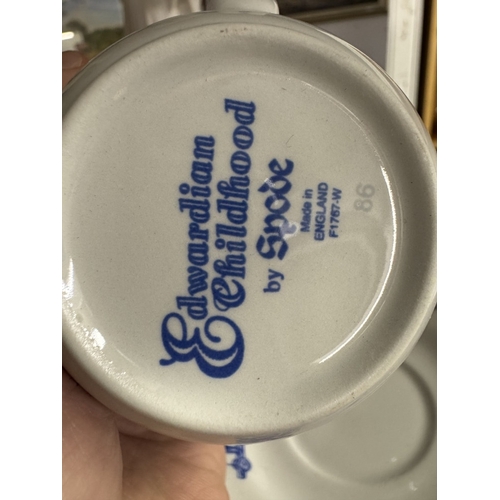 Edwardian
Childhood
by Spode
Made in
ENGLAND
F1767-W
86